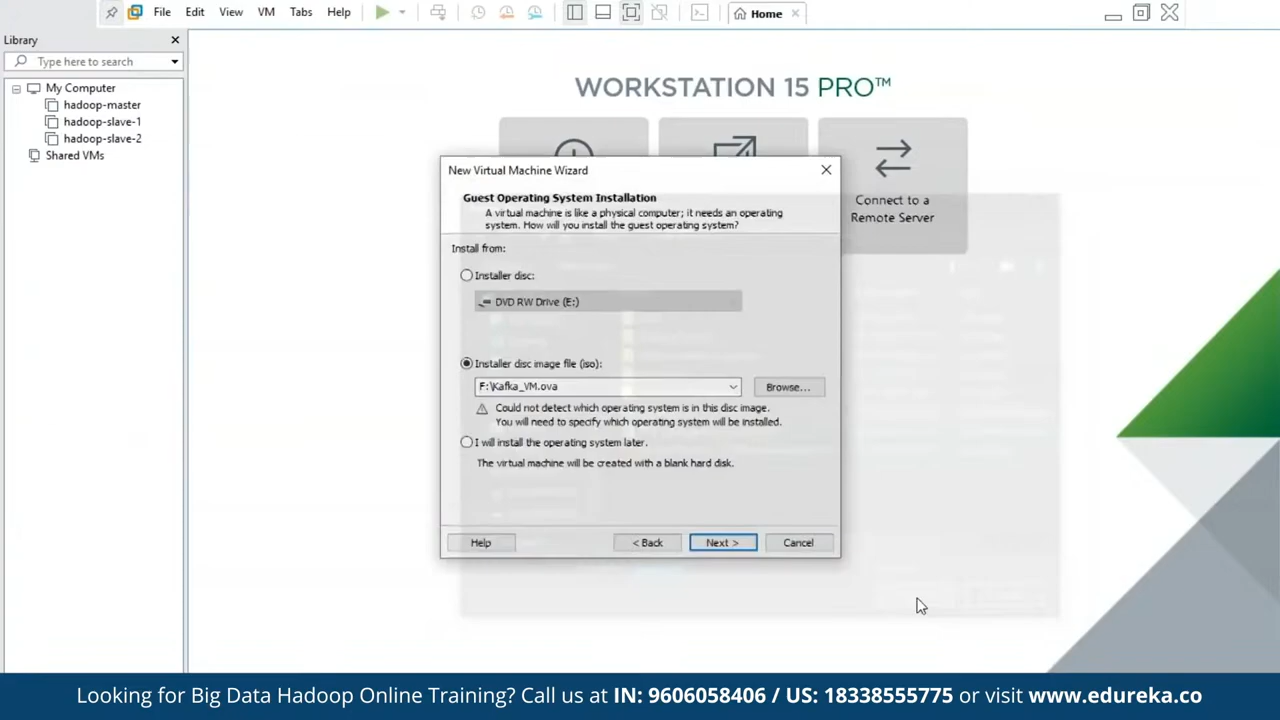 File Edit View VM Tabs Help
Home
Library
Type here to search
My Computer
hadoop-master
hadoop-slave-1
hadoop-slave-2
Shared VMs
WORKSTATION 15 PRO™
Connect to a
Remote Server
New Virtual Machine Wizard
Guest Operating System Installation
A virtual machine is like a physical computer; it needs an operating
system. How will you install the guest operating system?
Install from:
Installer disc:
DVD RW Drive (E:)
Installer disc image file (iso):
F:\Kafka_VM.ova
Browse...
Could not detect which operating system is in this disc image.
You will need to specify which operating system will be installed.
I will install the operating system later.
The virtual machine will be created with a blank hard disk.
Help
< Back
Next >
Cancel
Looking for Big Data Hadoop Online Training? Call us at IN: 9606058406 / US: 18338555775 or visit www.edureka.co